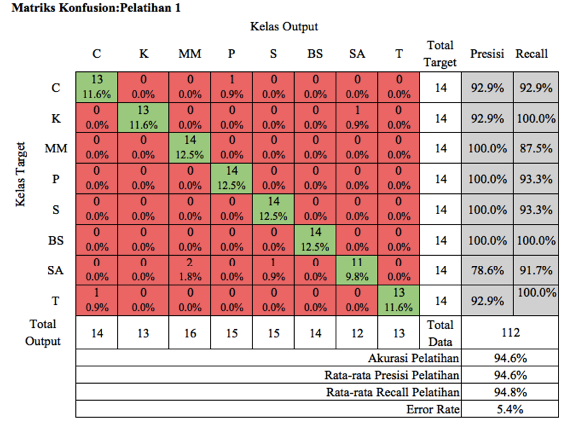 Matriks Konfusion:Pelatihan 1
Kelas Output
C K MM P S BS SA T Total Target Presisi Recall
Kelas Target
C 13 0 0 1 0 0 0 0 14 92.9% 92.9%
11.6% 0.0% 0.0% 0.9% 0.0% 0.0% 0.0% 0.0%
K 0 13 0 0 0 0 1 0 14 92.9% 100.0%
0.0% 11.6% 0.0% 0.0% 0.0% 0.0% 0.9% 0.0%
MM 0 0 14 0 0 0 0 0 14 100.0% 87.5%
0.0% 0.0% 12.5% 0.0% 0.0% 0.0% 0.0% 0.0%
P 0 0 0 14 0 0 0 0 14 100.0% 93.3%
0.0% 0.0% 0.0% 12.5% 0.0% 0.0% 0.0% 0.0%
S 0 0 0 0 14 0 0 0 14 100.0% 93.3%
0.0% 0.0% 0.0% 0.0% 12.5% 0.0% 0.0% 0.0%
BS 0 0 0 0 0 14 0 0 14 100.0% 100.0%
0.0% 0.0% 0.0% 0.0% 0.0% 12.5% 0.0% 0.0%
SA 0 0 2 0 1 0 11 0 14 78.6% 91.7%
0.0% 0.0% 1.8% 0.0% 0.9% 0.0% 9.8% 0.0%
T 1 0 0 0 0 0 0 13 14 92.9% 100.0%
0.9% 0.0% 0.0% 0.0% 0.0% 0.0% 0.0% 11.6%
Total Output 14 13 16 15 15 14 12 13 Total Data 112
Akurasi Pelatihan 94.6%
Rata-rata Presisi Pelatihan 94.6%
Rata-rata Recall Pelatihan 94.8%
Error Rate 5.4%